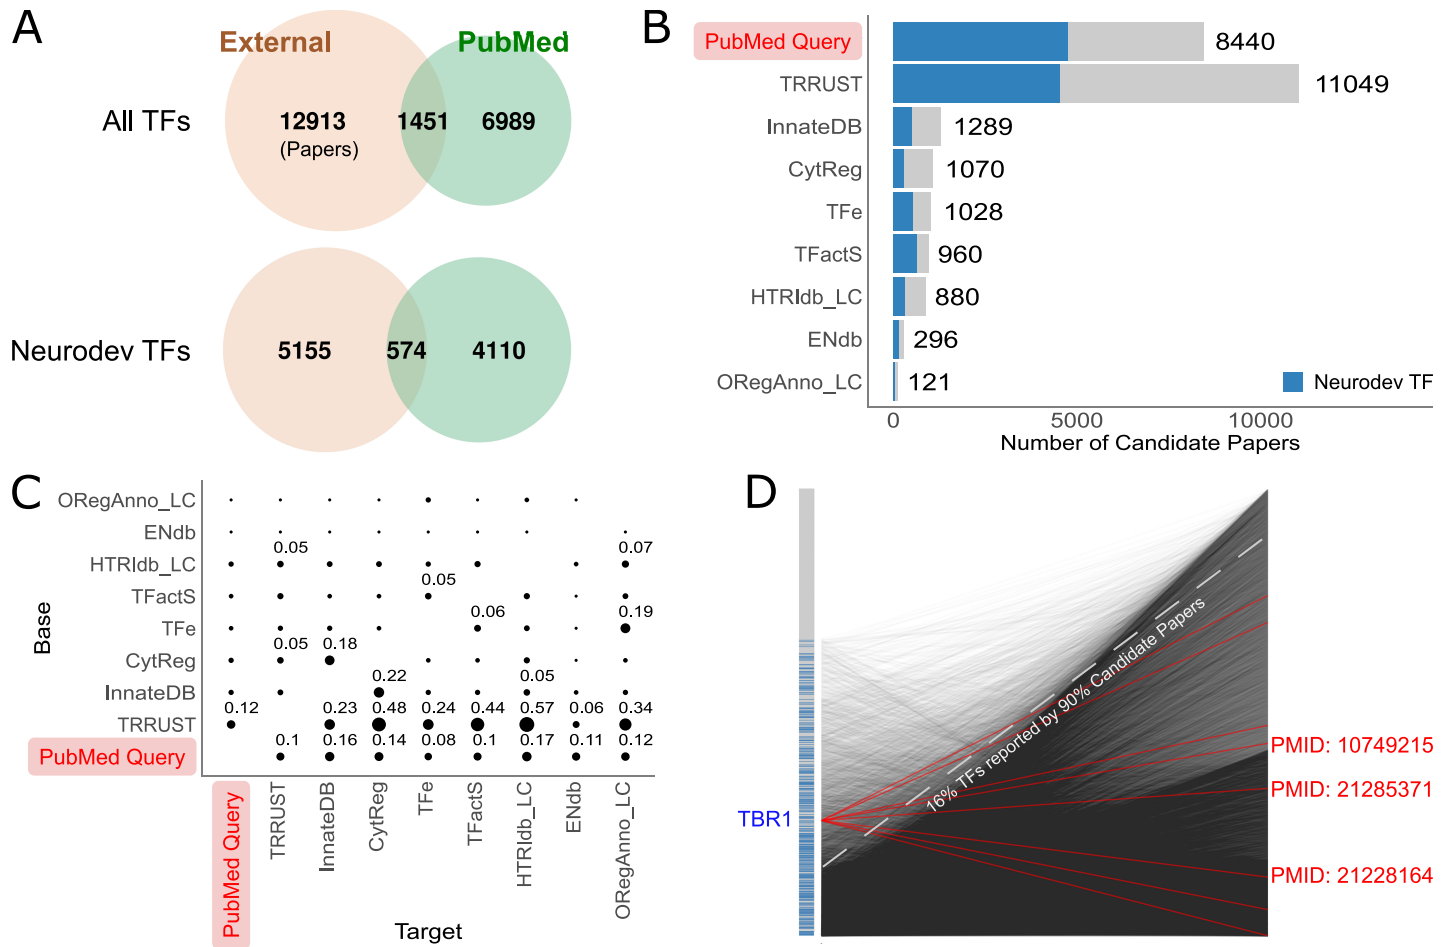 A
External
PubMed
All TFs
12913
(Papers)
1451
6989
Neurodev TFs
5155
574
4110
B
PubMed Query
8440
TRRUST
11049
InnateDB
1289
CytReg
1070
TFe
1028
TFactS
960
HTRIdb_LC
880
ENdb
296
ORegAnno_LC
121
Neurodev TF
0
5000
10000
Number of Candidate Papers
C
Base
ORegAnno_LC
ENdb
0.05 0.07
HTRIdb_LC
0.05
TFactS
0.06 0.19
TFe
0.05 0.18
CytReg
0.22 0.05
InnateDB
0.12 0.23 0.48 0.24 0.44 0.57 0.06 0.34
TRRUST
0.1 0.16 0.14 0.08 0.1 0.17 0.11 0.12
PubMed Query
PubMed Query
TRRUST
InnateDB
CytReg
TFe
TFactS
HTRIdb_LC
ENdb
ORegAnno_LC
Target
D
16% TFs reported by 90% Candidate Papers
TBR1
PMID: 10749215
PMID: 21285371
PMID: 21228164